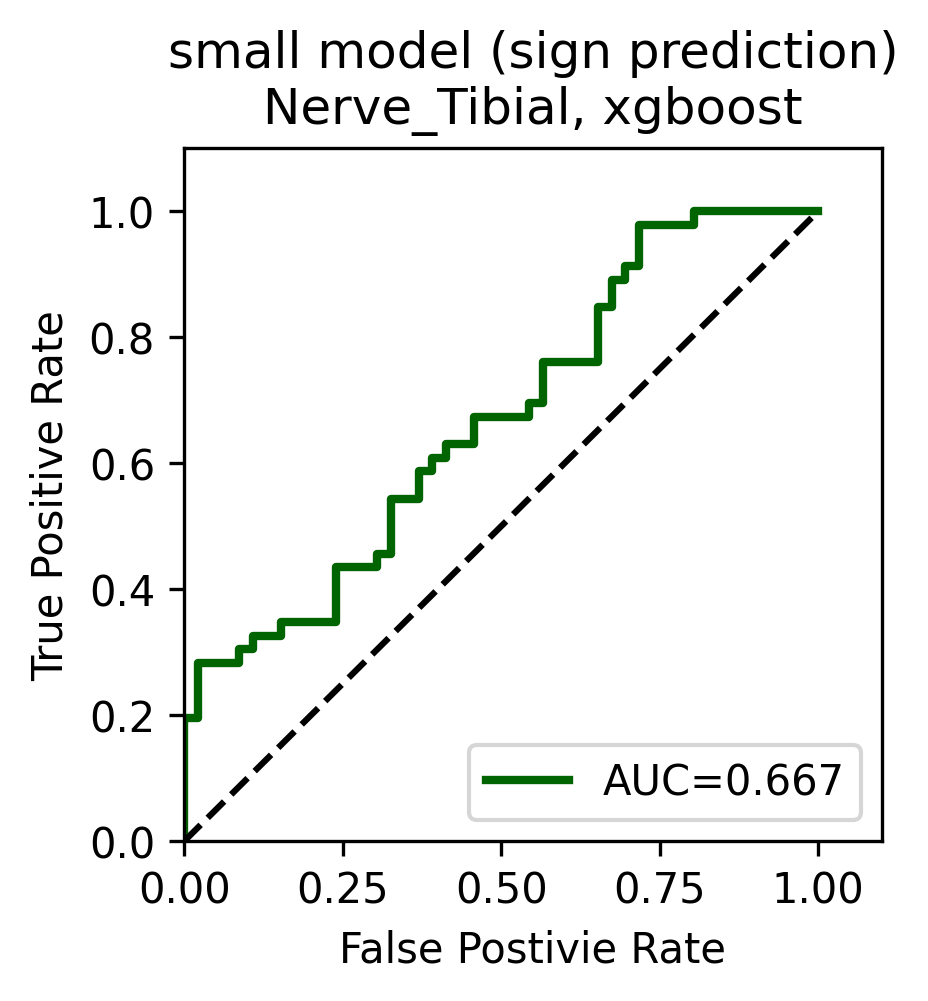 small model (sign prediction)
Nerve_Tibial, xgboost
True Positive Rate
1.0
0.8
0.6
0.4
0.2
0.0
AUC=0.667
0.00 0.25 0.50 0.75 1.00
False Postivie Rate